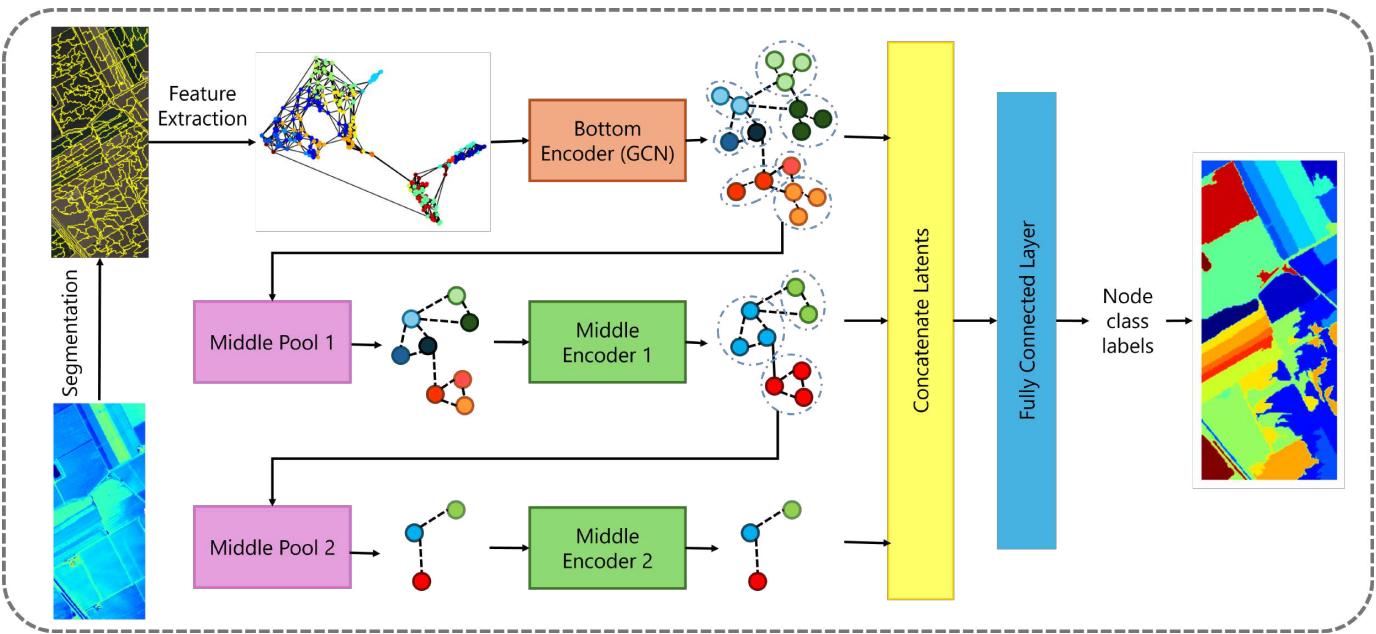 Feature
Extraction
Bottom
Encoder (GCN)
Segmentation
Middle Pool 1
Middle
Encoder 1
Middle Pool 2
Middle
Encoder 2
Concatenate Latents
Fully Connected Layer
Node
class
labels